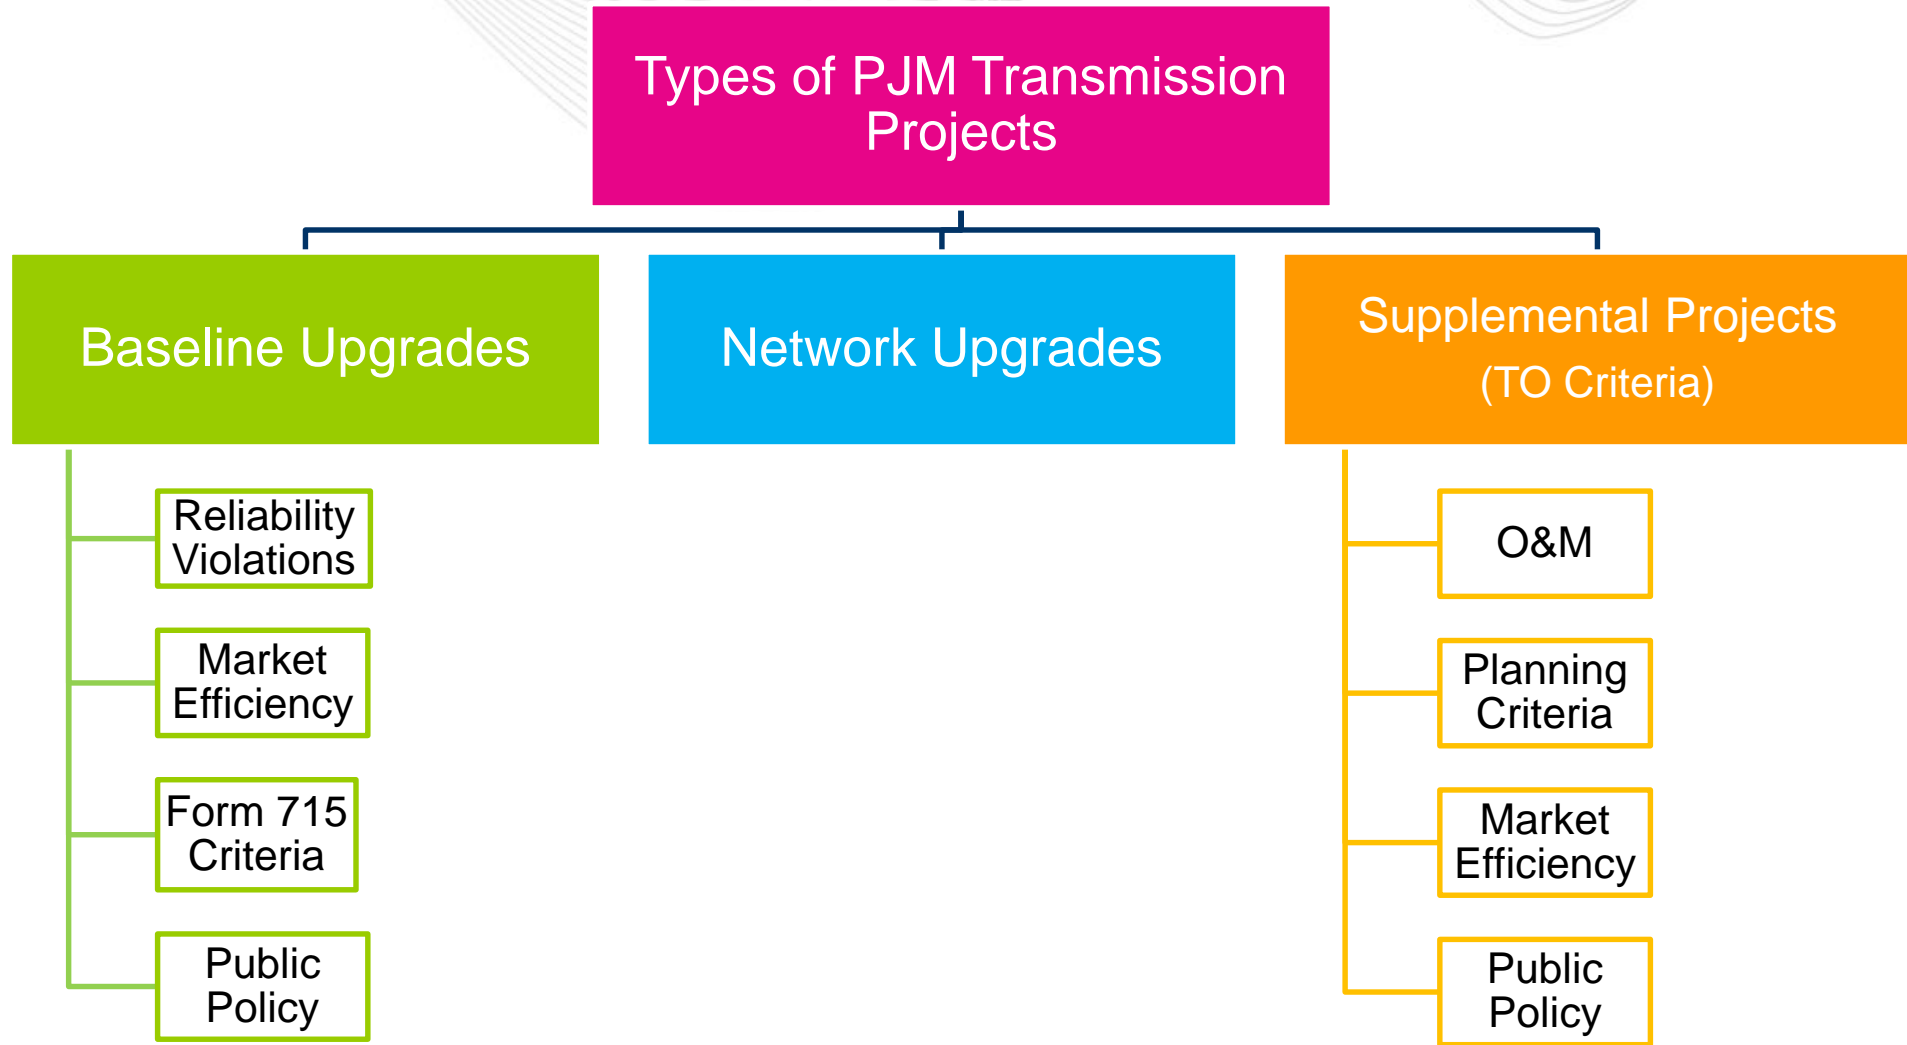 Types of PJM Transmission
Projects
Baseline Upgrades
Network Upgrades
Supplemental Projects
(TO Criteria)
Reliability
Violations
Market
Efficiency
Form 715
Criteria
Public
Policy
O&M
Planning
Criteria
Market
Efficiency
Public
Policy